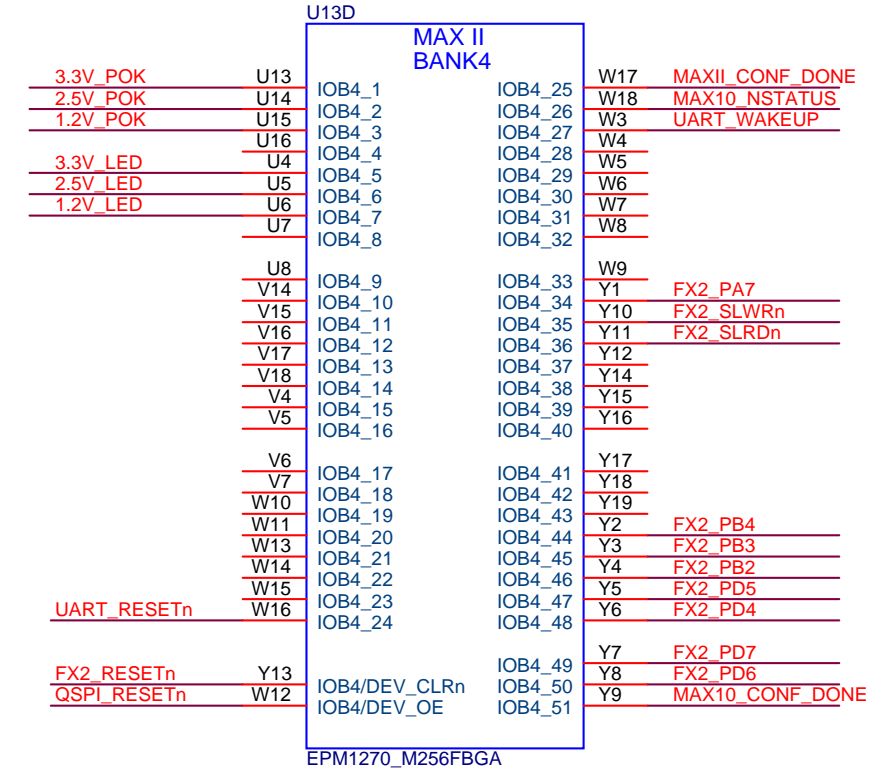 U13D
MAX II
BANK4
3.3V_POK U13 IOB4_1 IOB4_25 W17 MAXII_CONF_DONE
2.5V_POK U14 IOB4_2 IOB4_26 W18 MAX10_NSTATUS
1.2V_POK U15 IOB4_3 IOB4_27 W3 UART_WAKEUP
U16 IOB4_4 IOB4_28 W4
3.3V_LED U4 IOB4_5 IOB4_29 W5
2.5V_LED U5 IOB4_6 IOB4_30 W6
1.2V_LED U6 IOB4_7 IOB4_31 W7
U7 IOB4_8 IOB4_32 W8
U8 IOB4_9 IOB4_33 W9
V14 IOB4_10 IOB4_34 Y1 FX2_PA7
V15 IOB4_11 IOB4_35 Y10 FX2_SLWRn
V16 IOB4_12 IOB4_36 Y11 FX2_SLRDn
V17 IOB4_13 IOB4_37 Y12
V18 IOB4_14 IOB4_38 Y14
V4 IOB4_15 IOB4_39 Y15
V5 IOB4_16 IOB4_40 Y16
V6 IOB4_17 IOB4_41 Y17
V7 IOB4_18 IOB4_42 Y18
W10 IOB4_19 IOB4_43 Y19
W11 IOB4_20 IOB4_44 Y2 FX2_PB4
W13 IOB4_21 IOB4_45 Y3 FX2_PB3
W14 IOB4_22 IOB4_46 Y4 FX2_PB2
W15 IOB4_23 IOB4_47 Y5 FX2_PD5
UART_RESETn W16 IOB4_24 IOB4_48 Y6 FX2_PD4
IOB4_49 Y7 FX2_PD7
FX2_RESETn Y13 IOB4/DEV_CLRn IOB4_50 Y8 FX2_PD6
QSPI_RESETn W12 IOB4/DEV_OE IOB4_51 Y9 MAX10_CONF_DONE
EPM1270_M256FBGA